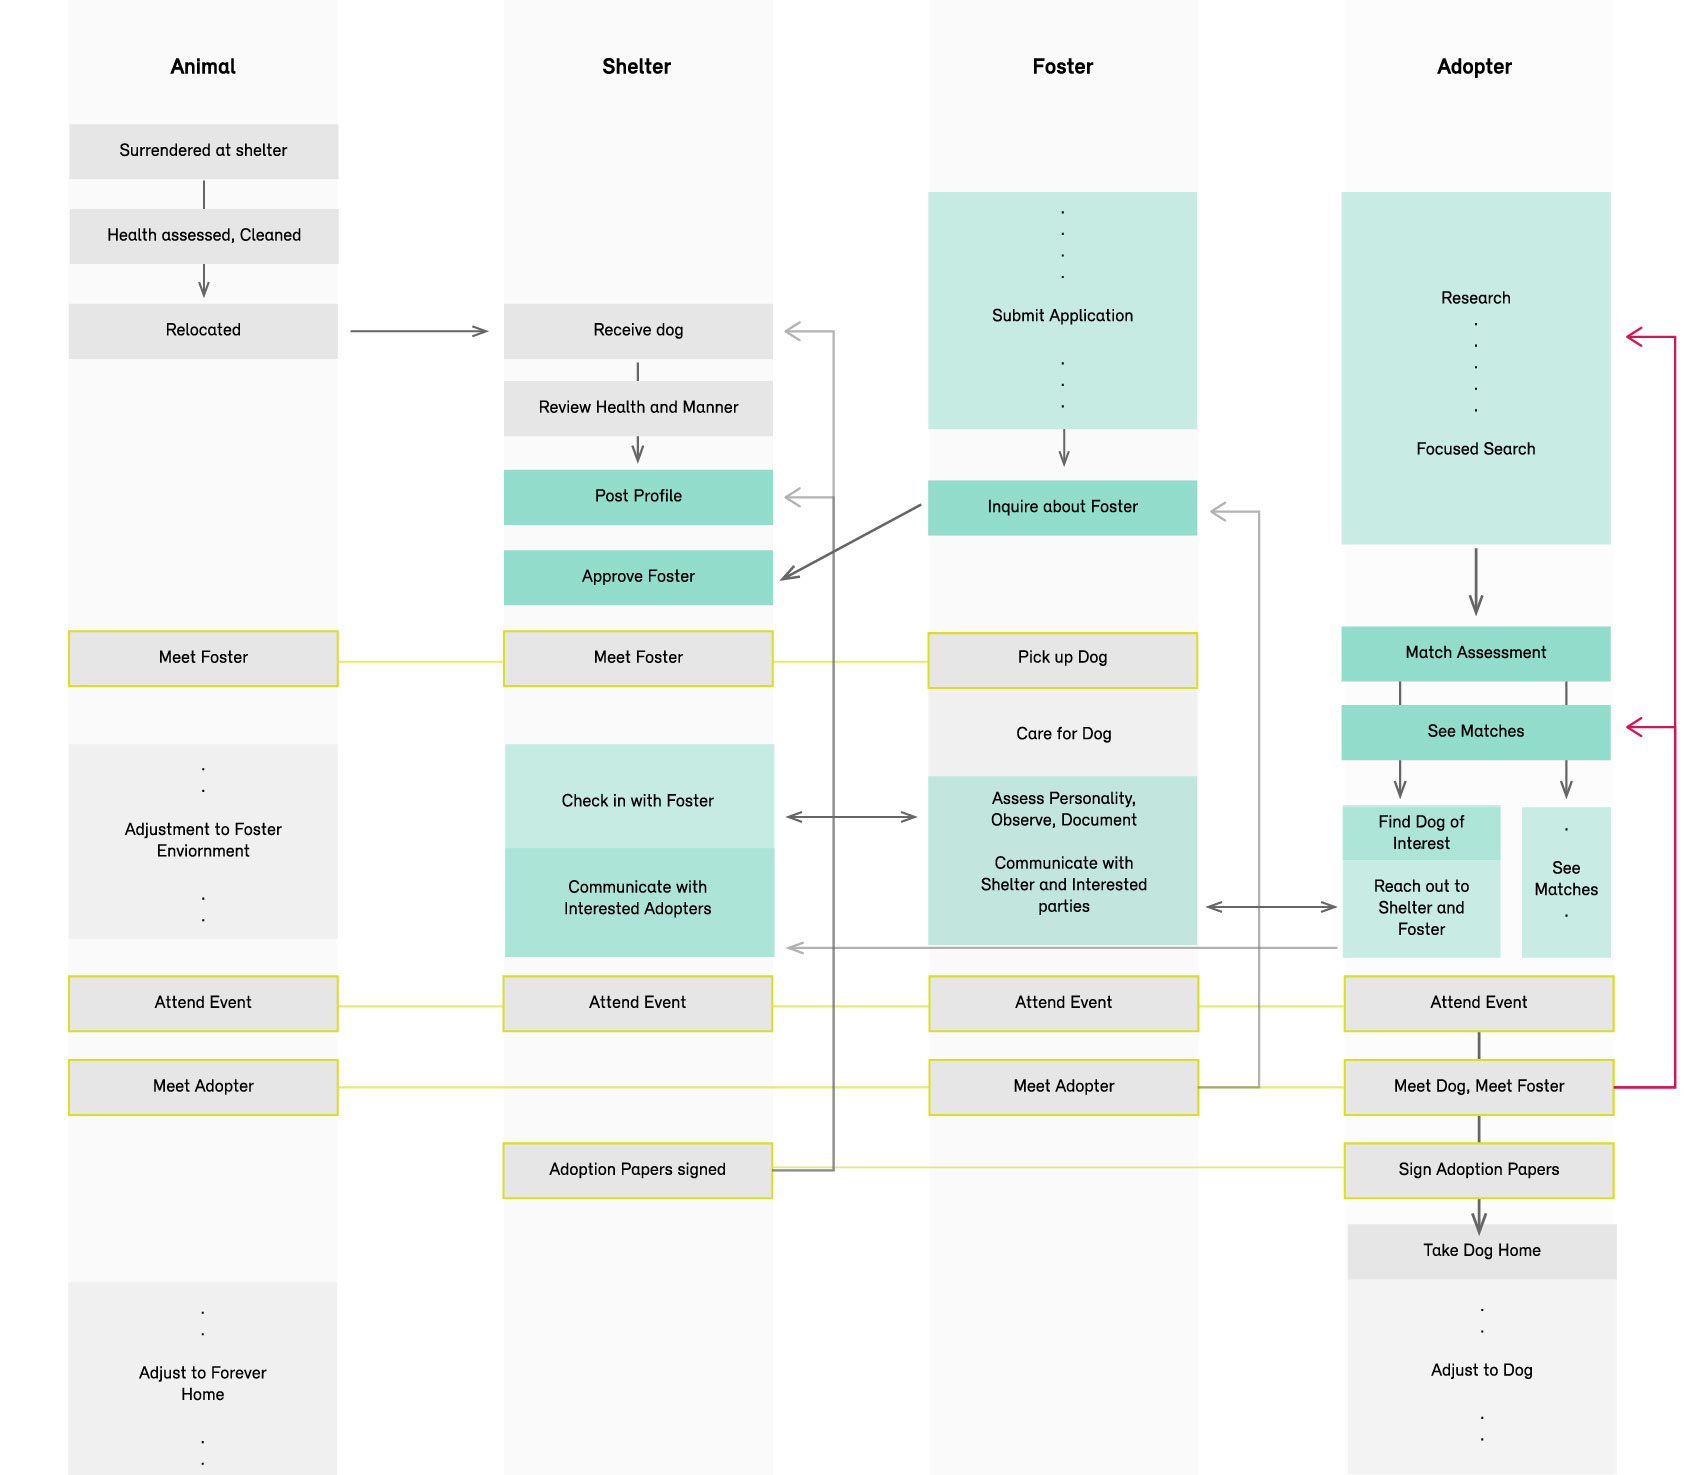 Animal
Surrendered at shelter
Health assessed, Cleaned
Relocated
Meet Foster
Adjustment to Foster
Enviornment
Attend Event
Meet Adopter
Adjust to Forever
Home
Shelter
Receive dog
Review Health and Manner
Post Profile
Approve Foster
Meet Foster
Check in with Foster
Communicate with
Interested Adopters
Attend Event
Adoption Papers signed
Foster
Submit Application
Inquire about Foster
Pick up Dog
Care for Dog
Assess Personality,
Observe, Document
Communicate with
Shelter and Interested
parties
Attend Event
Meet Adopter
Adopter
Research
Focused Search
Match Assessment
See Matches
Find Dog of
Interest
Reach out to
Shelter and
Foster
See
Matches
Attend Event
Meet Dog, Meet Foster
Sign Adoption Papers
Take Dog Home
Adjust to Dog